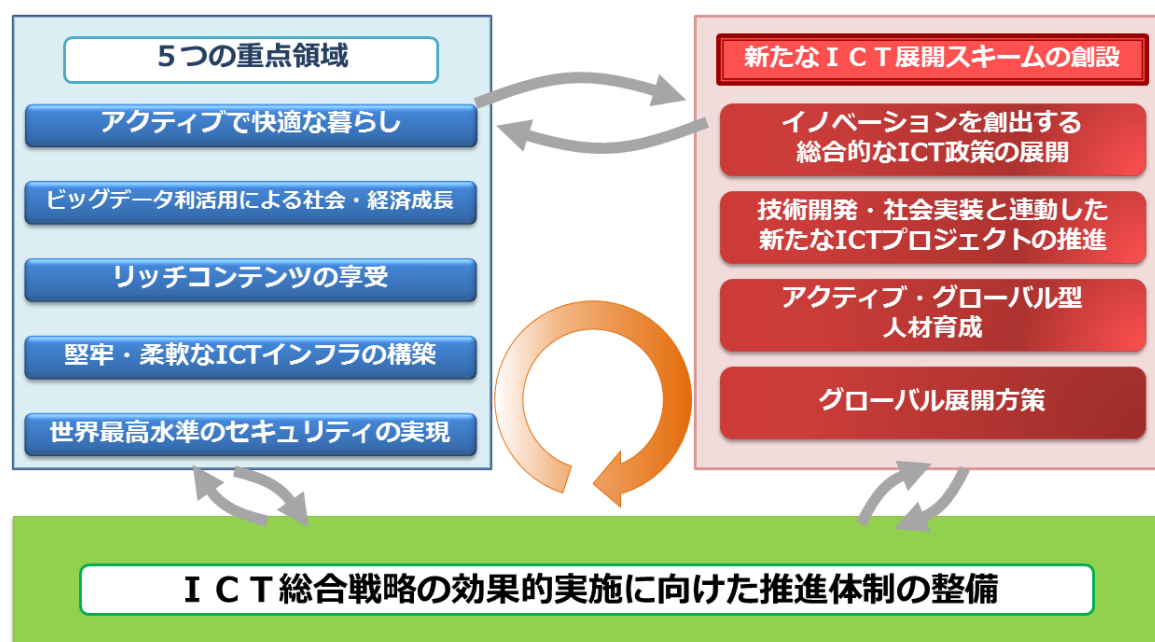 ５つの重点領域
アクティブで快適な暮らし
ビッグデータ利活用による社会・経済成長
リッチコンテンツの享受
堅牢・柔軟なICTインフラの構築
世界最高水準のセキュリティの実現
新たなＩＣＴ展開スキームの創設
イノベーションを創出する
総合的なICT政策の展開
技術開発・社会実装と連動した
新たなICTプロジェクトの推進
アクティブ・グローバル型
人材育成
グローバル展開方策
ＩＣＴ総合戦略の効果的実施に向けた推進体制の整備